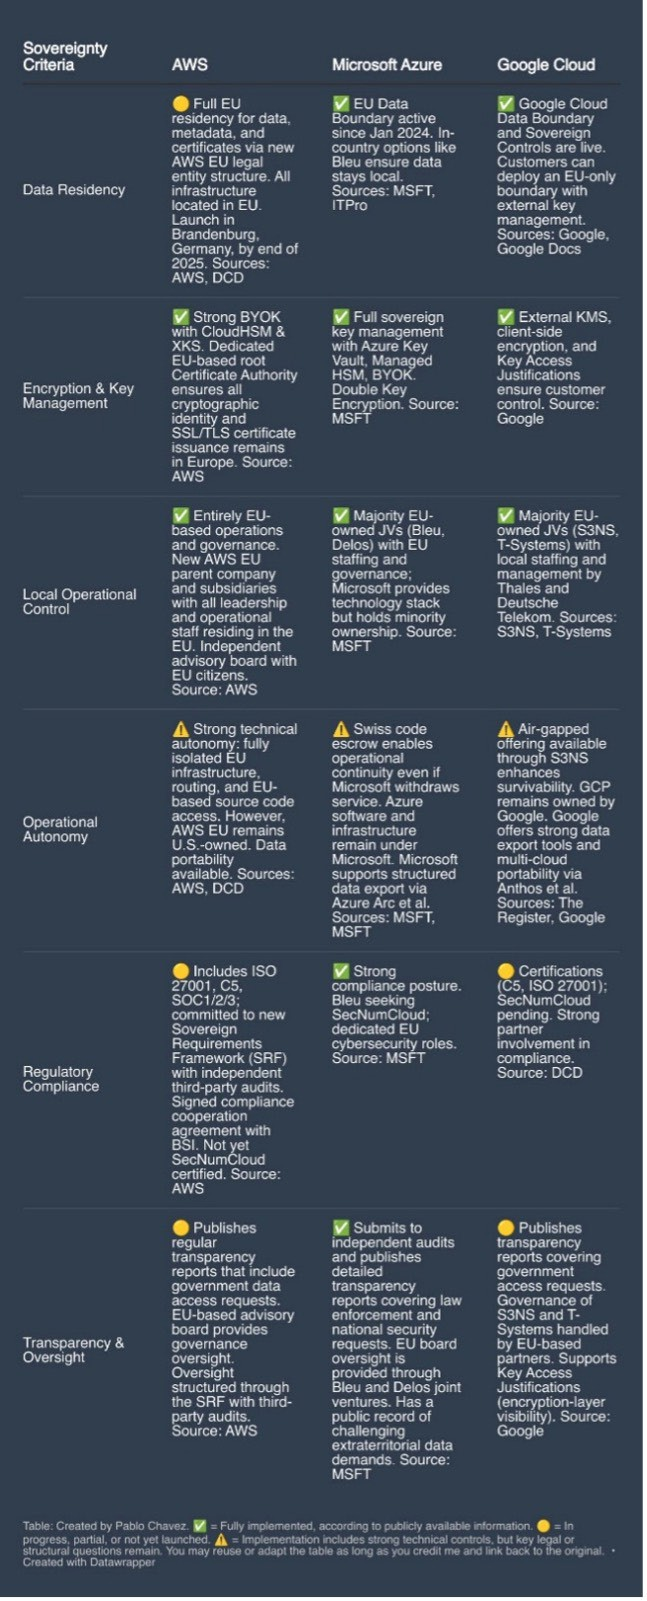 Sovereignty
Criteria
AWS
Microsoft Azure
Google Cloud
Data Residency
🟡 Full EU
residency for data,
metadata, and
certificates via new
AWS EU legal
entity structure. All
infrastructure
located in EU.
Launch in
Brandenburg,
Germany, by end of
2025. Sources:
AWS, DCD
✅ EU Data
Boundary active
since Jan 2024. In-
country options like
Bleu ensure data
stays local.
Sources: MSFT,
ITPro
✅ Google Cloud
Data Boundary
and Sovereign
Controls are live.
Customers can
deploy an EU-only
boundary with
external key
management.
Sources: Google,
Google Docs
Encryption & Key
Management
✅ Strong BYOK
with CloudHSM &
XKS. Dedicated
EU-based root
Certificate Authority
ensures all
cryptographic
identity and
SSL/TLS certificate
issuance remains
in Europe. Source:
AWS
✅ Full sovereign
key management
with Azure Key
Vault, Managed
HSM, BYOK.
Double Key
Encryption. Source:
MSFT
✅ External KMS,
client-side
encryption, and
Key Access
Justifications
ensure customer
control. Source:
Google
Local Operational
Control
✅ Entirely EU-
based operations
and governance.
New AWS EU
parent company
and subsidiaries
with all leadership
and operational
staff residing in the
EU. Independent
advisory board with
EU citizens.
Source: AWS
✅ Majority EU-
owned JVs (Bleu,
Delos) with EU
staffing and
governance;
Microsoft provides
technology stack
but holds minority
ownership. Source:
MSFT
✅ Majority EU-
owned JVs (S3NS,
T-Systems) with
local staffing and
management by
Thales and
Deutsche
Telekom. Sources:
S3NS, T-Systems
Operational
Autonomy
⚠️ Strong technical
autonomy: fully
isolated EU
infrastructure,
routing, and EU-
based source code
access. However,
AWS EU remains
U.S.-owned. Data
portability
available. Sources:
AWS, DCD
⚠️ Swiss code
escrow enables
operational
continuity even if
Microsoft withdraws
service. Azure
software and
infrastructure
remain under
Microsoft. Microsoft
supports structured
data export via
Azure Arc et al.
Sources: MSFT,
MSFT
⚠️ Air-gapped
offering available
through S3NS
enhances
survivability. GCP
remains owned by
Google. Google
offers strong data
export tools and
multi-cloud
portability via
Anthos et al.
Sources: The
Register, Google
Regulatory
Compliance
🟡 Includes ISO
27001, C5,
SOC1/2/3;
committed to new
Sovereign
Requirements
Framework (SRF)
with independent
third-party audits.
Signed compliance
cooperation
agreement with
BSI. Not yet
SecNumCloud
certified. Source:
AWS
✅ Strong
compliance posture.
Bleu seeking
SecNumCloud;
dedicated EU
cybersecurity roles.
Source: MSFT
🟡 Certifications
(C5, ISO 27001);
SecNumCloud
pending. Strong
partner
involvement in
compliance.
Source: DCD
Transparency &
Oversight
🟡 Publishes
regular
transparency
reports that include
government data
access requests.
EU-based advisory
board provides
governance
oversight.
Oversight
structured through
the SRF with third-
party audits.
Source: AWS
✅ Submits to
independent audits
and publishes
detailed
transparency
reports covering law
enforcement and
national security
requests. EU board
oversight is
provided through
Bleu and Delos joint
ventures. Has a
public record of
challenging
extraterritorial data
demands. Source:
MSFT
🟡 Publishes
transparency
reports covering
government
access requests.
Governance of
S3NS and T-
Systems handled
by EU-based
partners. Supports
Key Access
Justifications
(encryption-layer
visibility). Source:
Google
Table: Created by Pablo Chavez. ✅ = Fully implemented, according to publicly available information. 🟡 = In
progress, partial, or not yet launched. ⚠️ = Implementation includes strong technical controls, but key legal or
structural questions remain. You may reuse or adapt the table as long as you credit me and link back to the original. •
Created with Datawrapper